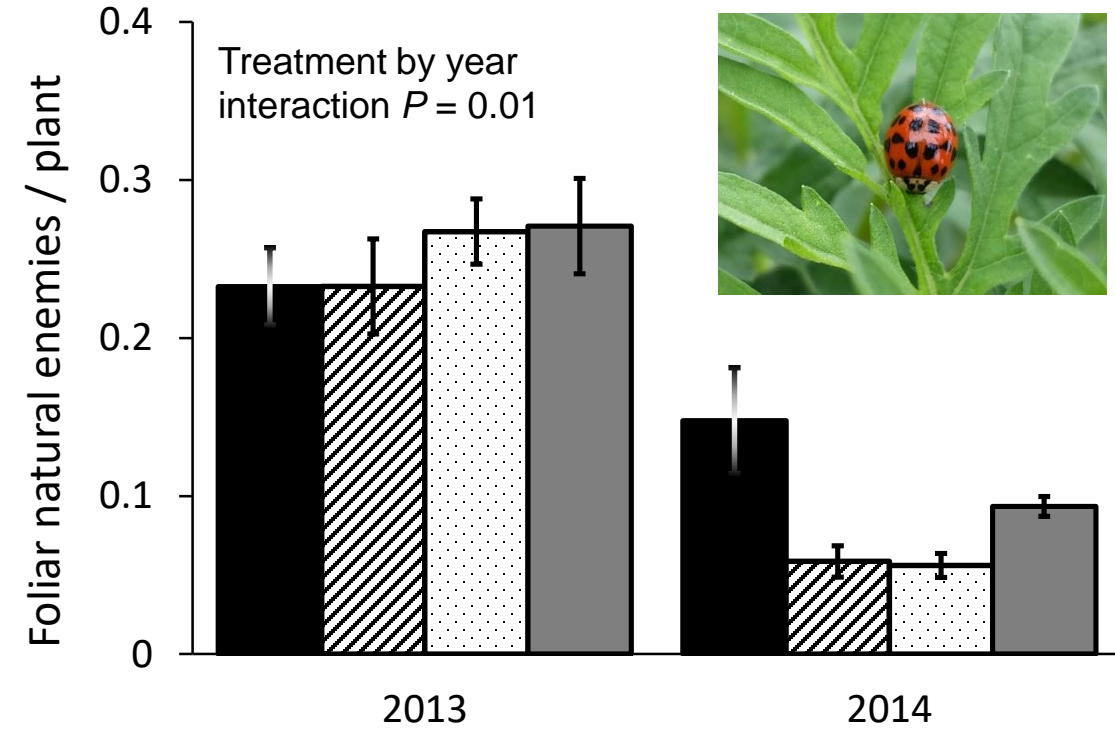 0.4
Treatment by year
interaction P = 0.01
0.3
0.2
0.1
0
Foliar natural enemies / plant
2013
2014